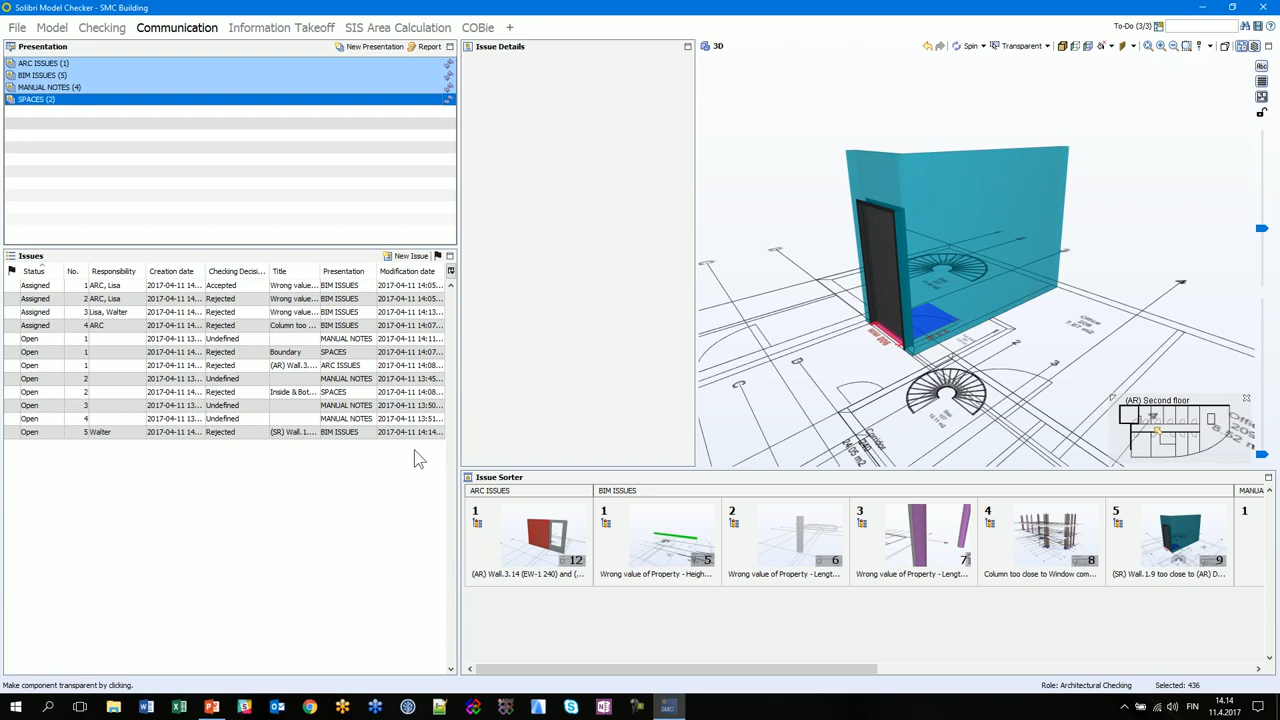 Solibri Model Checker - SMC Building
File Model Checking Communication Information Takeoff SIS Area Calculation COBie +
To-Do (3/3)
Presentation New Presentation Report
ARC ISSUES (1)
BIM ISSUES (5)
MANUAL NOTES (4)
SPACES (2)
Issue Details
3D Spin Transparent
Abc
Issues New Issue
Status No. Responsibility Creation date Checking Decisi... Title Presentation Modification date
Assigned 1 ARC, Lisa 2017-04-11 14... Accepted Wrong value... BIM ISSUES 2017-04-11 14:05...
Assigned 2 ARC, Lisa 2017-04-11 14... Rejected Wrong value... BIM ISSUES 2017-04-11 14:05...
Assigned 3 Lisa, Walter 2017-04-11 14... Rejected Wrong value... BIM ISSUES 2017-04-11 14:13...
Assigned 4 ARC 2017-04-11 14... Rejected Column too ... BIM ISSUES 2017-04-11 14:07...
Open 1 2017-04-11 13... Undefined MANUAL NOTES 2017-04-11 14:11...
Open 1 2017-04-11 14... Rejected Boundary SPACES 2017-04-11 14:07...
Open 1 2017-04-11 14... Rejected (AR) Wall.3.... ARC ISSUES 2017-04-11 14:08...
Open 2 2017-04-11 13... Undefined MANUAL NOTES 2017-04-11 13:45...
Open 2 2017-04-11 14... Rejected Inside & Bot... SPACES 2017-04-11 14:08...
Open 3 2017-04-11 13... Undefined MANUAL NOTES 2017-04-11 13:50...
Open 4 2017-04-11 13... Undefined MANUAL NOTES 2017-04-11 13:51...
Open 5 Walter 2017-04-11 14... Rejected (SR) Wall.1.... BIM ISSUES 2017-04-11 14:14...
2
3
Corridor
24.05 m2
(AR) Second floor
Issue Sorter
ARC ISSUES BIM ISSUES MANUA
1 1 2 3 4 5 1
12 5 6 7 8 9
(AR) Wall.3.14 (EW-1 240) and (... Wrong value of Property - Heigh... Wrong value of Property - Lengt... Wrong value of Property - Lengt... Column too close to Window com... (SR) Wall.1.9 too close to (AR) D...
Make component transparent by clicking. Role: Architectural Checking Selected: 436
FIN
14.14
11.4.2017